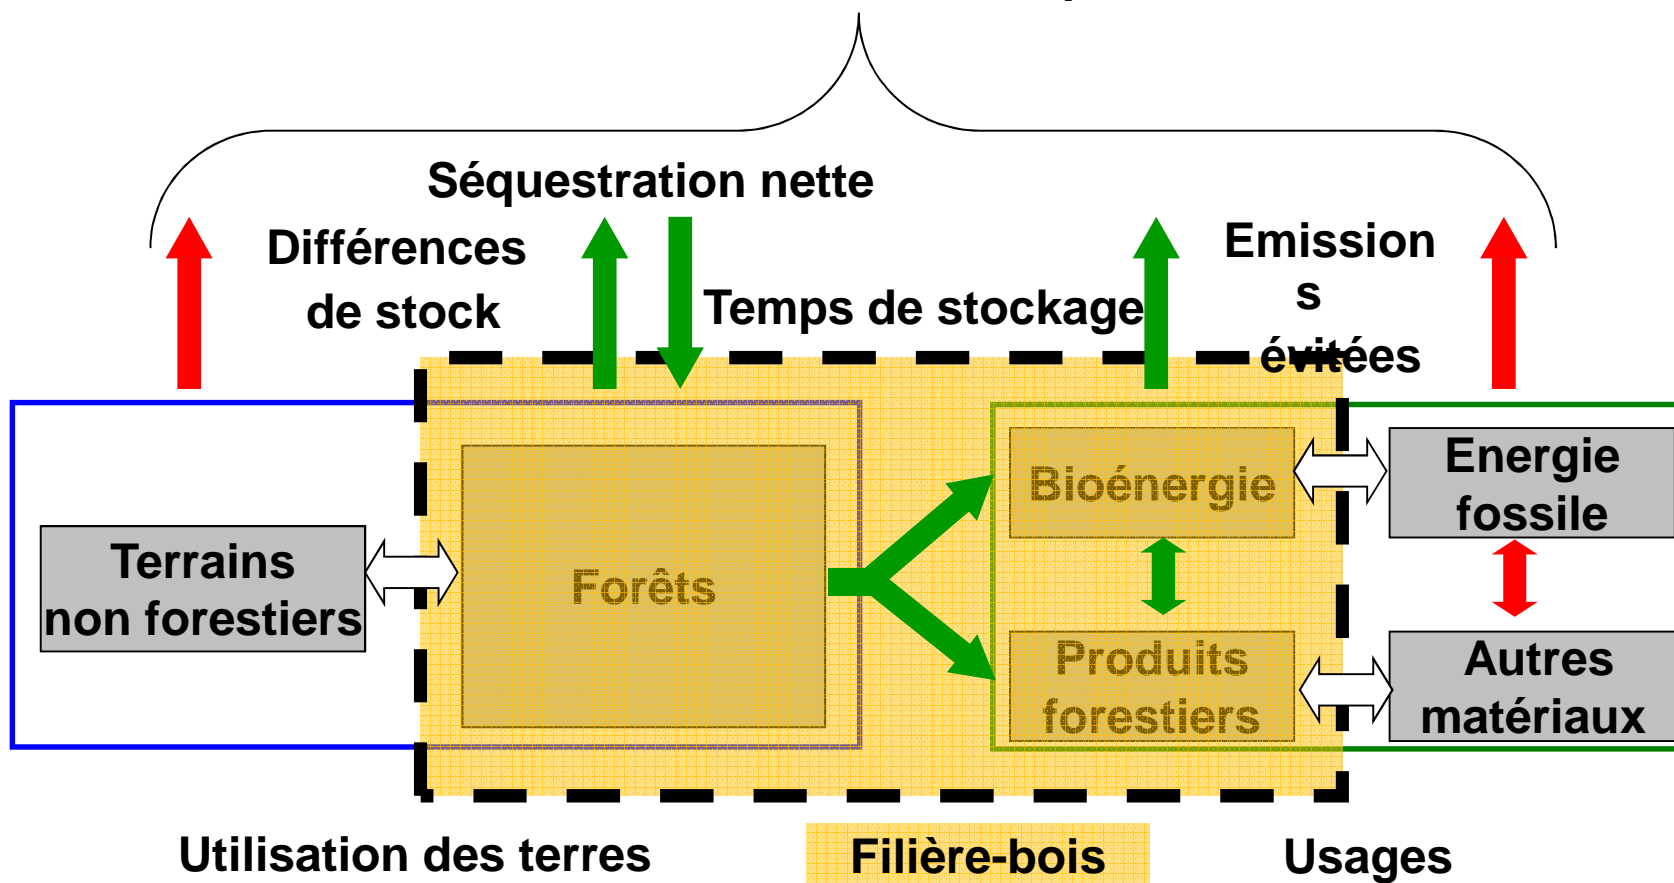 Séquestration nette
Différences
de stock
Temps de stockage
Emission
s
évitées
Terrains
non forestiers
Forêts
Bioénergie
Produits
forestiers
Energie
fossile
Autres
matériaux
Utilisation des terres
Filière-bois
Usages